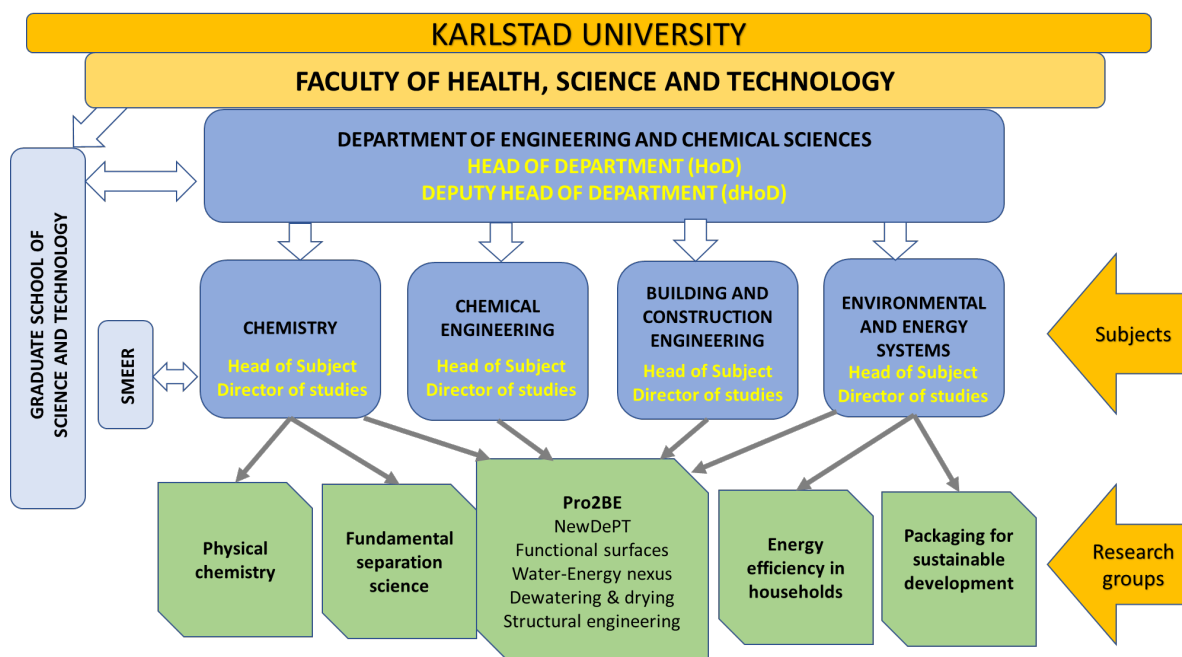 KARLSTAD UNIVERSITY
FACULTY OF HEALTH, SCIENCE AND TECHNOLOGY
DEPARTMENT OF ENGINEERING AND CHEMICAL SCIENCES
HEAD OF DEPARTMENT (HoD)
DEPUTY HEAD OF DEPARTMENT (dHoD)
GRADUATE SCHOOL OF
SCIENCE AND TECHNOLOGY
SMEER
CHEMISTRY
Head of Subject
Director of studies
CHEMICAL
ENGINEERING
Head of Subject
Director of studies
BUILDING AND
CONSTRUCTION
ENGINEERING
Head of Subject
Director of studies
ENVIRONMENTAL
AND ENERGY
SYSTEMS
Head of Subject
Director of studies
Subjects
Physical
chemistry
Fundamental
separation
science
Pro2BE
NewDePT
Functional surfaces
Water-Energy nexus
Dewatering & drying
Structural engineering
Energy
efficiency in
households
Packaging for
sustainable
development
Research
groups